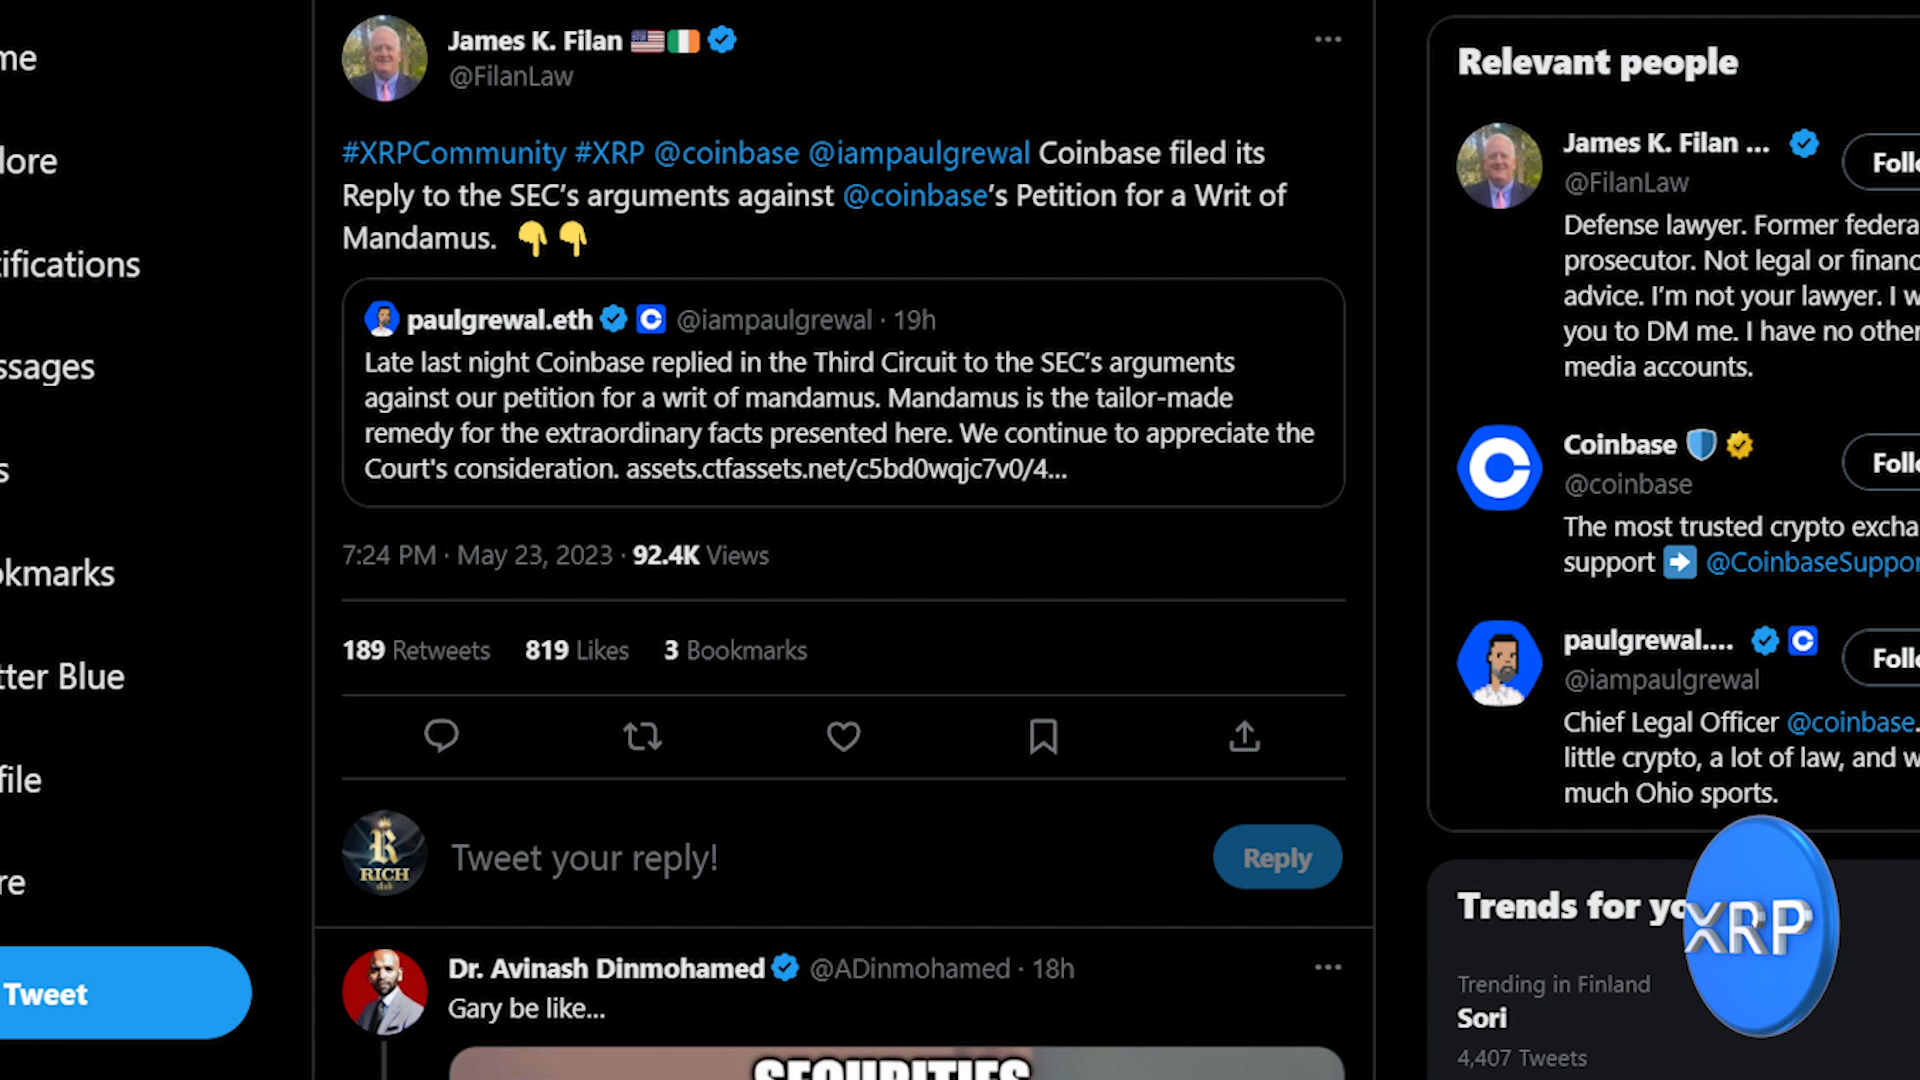 me
lore
tifications
ssages
s
okmarks
tter Blue
file
re
Tweet
James K. Filan
@FilanLaw
#XRPCommunity #XRP @coinbase @iampaulgrewal Coinbase filed its
Reply to the SEC’s arguments against @coinbase’s Petition for a Writ of
Mandamus. 👇👇
paulgrewal.eth @iampaulgrewal · 19h
Late last night Coinbase replied in the Third Circuit to the SEC’s arguments
against our petition for a writ of mandamus. Mandamus is the tailor-made
remedy for the extraordinary facts presented here. We continue to appreciate the
Court's consideration. assets.ctfassets.net/c5bd0wqjc7v0/4...
7:24 PM · May 23, 2023 · 92.4K Views
189 Retweets 819 Likes 3 Bookmarks
R
RICH
club
Tweet your reply!
Reply
Dr. Avinash Dinmohamed @ADinmohamed · 18h
Gary be like...
SECURITIES
Relevant people
James K. Filan ...
@FilanLaw
Follo
Defense lawyer. Former federa
prosecutor. Not legal or financ
advice. I’m not your lawyer. I w
you to DM me. I have no other
media accounts.
Coinbase
@coinbase
Follo
The most trusted crypto excha
support ➡ @CoinbaseSuppor
paulgrewal....
@iampaulgrewal
Follo
Chief Legal Officer @coinbase.
little crypto, a lot of law, and w
much Ohio sports.
Trends for yo
XRP
Trending in Finland
Sori
4,407 Tweets